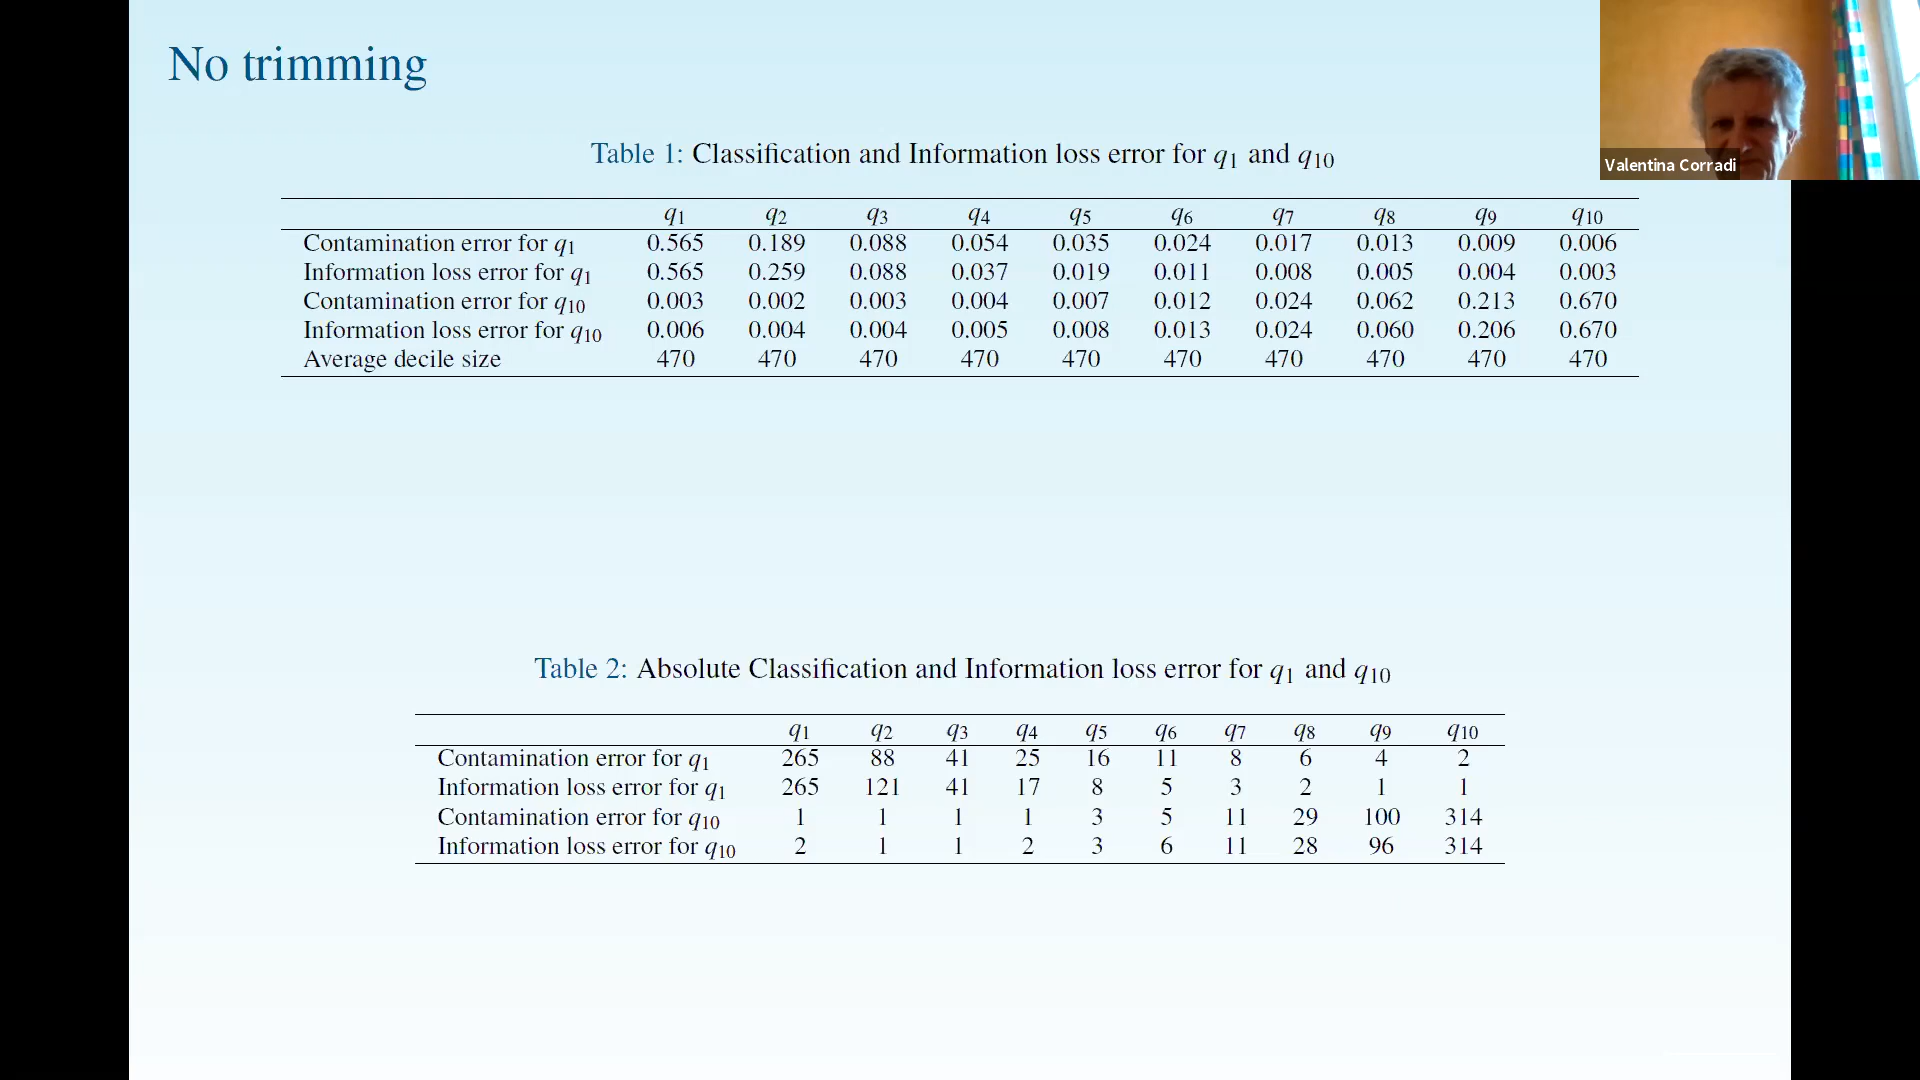 No trimming
Valentina Corradi
Table 1: Classification and Information loss error for q1 and q10
q1 q2 q3 q4 q5 q6 q7 q8 q9 q10
Contamination error for q1 0.565 0.189 0.088 0.054 0.035 0.024 0.017 0.013 0.009 0.006
Information loss error for q1 0.565 0.259 0.088 0.037 0.019 0.011 0.008 0.005 0.004 0.003
Contamination error for q10 0.003 0.002 0.003 0.004 0.007 0.012 0.024 0.062 0.213 0.670
Information loss error for q10 0.006 0.004 0.004 0.005 0.008 0.013 0.024 0.060 0.206 0.670
Average decile size 470 470 470 470 470 470 470 470 470 470
Table 2: Absolute Classification and Information loss error for q1 and q10
q1 q2 q3 q4 q5 q6 q7 q8 q9 q10
Contamination error for q1 265 88 41 25 16 11 8 6 4 2
Information loss error for q1 265 121 41 17 8 5 3 2 1 1
Contamination error for q10 1 1 1 1 3 5 11 29 100 314
Information loss error for q10 2 1 1 2 3 6 11 28 96 314